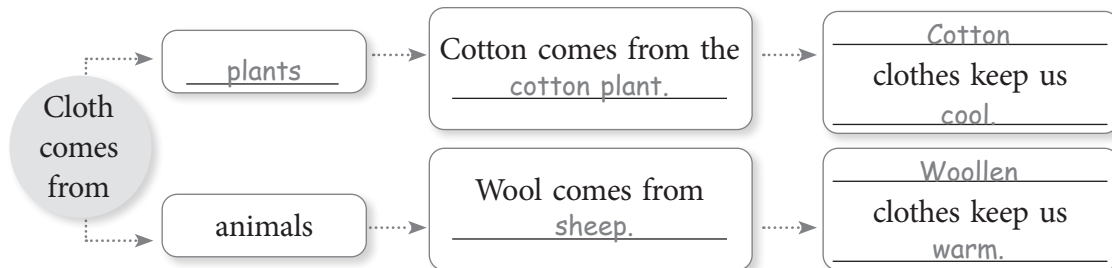 Cloth
comes
from
plants
Cotton comes from the
cotton plant.
Cotton
clothes keep us
cool.
animals
Wool comes from
sheep.
Woollen
clothes keep us
warm.